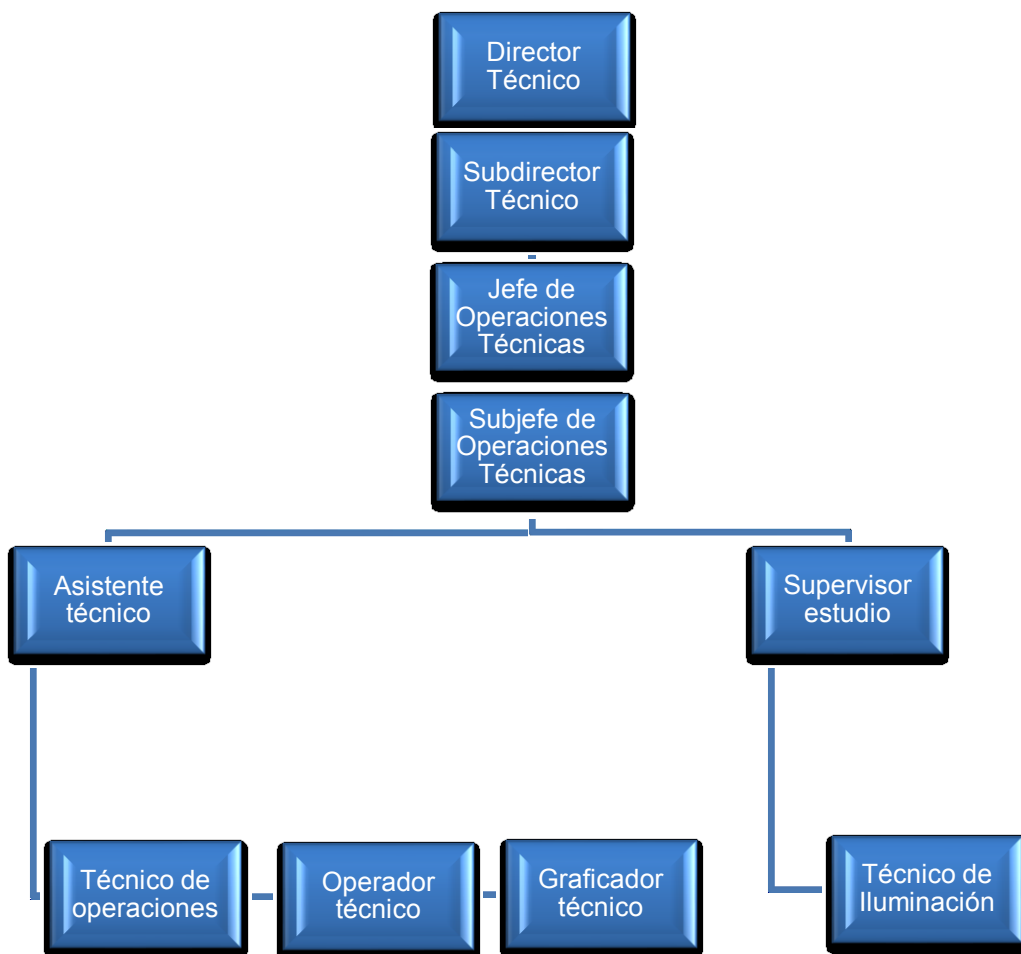 Director
Técnico
Subdirector
Técnico
Jefe de
Operaciones
Técnicas
Subjefe de
Operaciones
Técnicas
Asistente
técnico
Supervisor
estudio
Técnico de
operaciones
Operador
técnico
Graficador
técnico
Técnico de
Iluminación